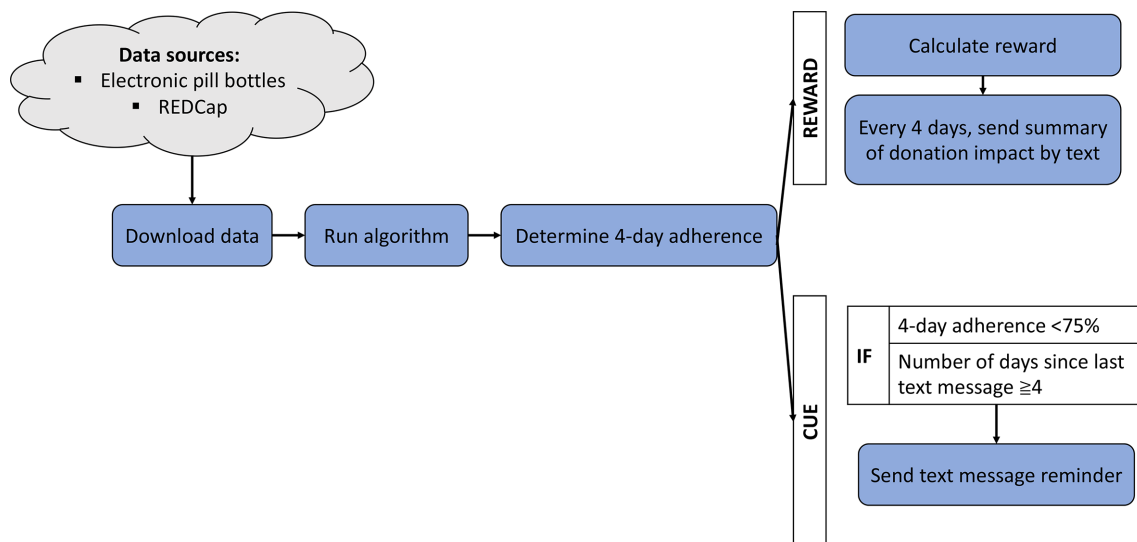 Data sources:
▪ Electronic pill bottles
▪ REDCap
Download data
Run algorithm
Determine 4-day adherence
REWARD
Calculate reward
Every 4 days, send summary
of donation impact by text
CUE
IF
4-day adherence <75%
Number of days since last
text message ≧4
Send text message reminder